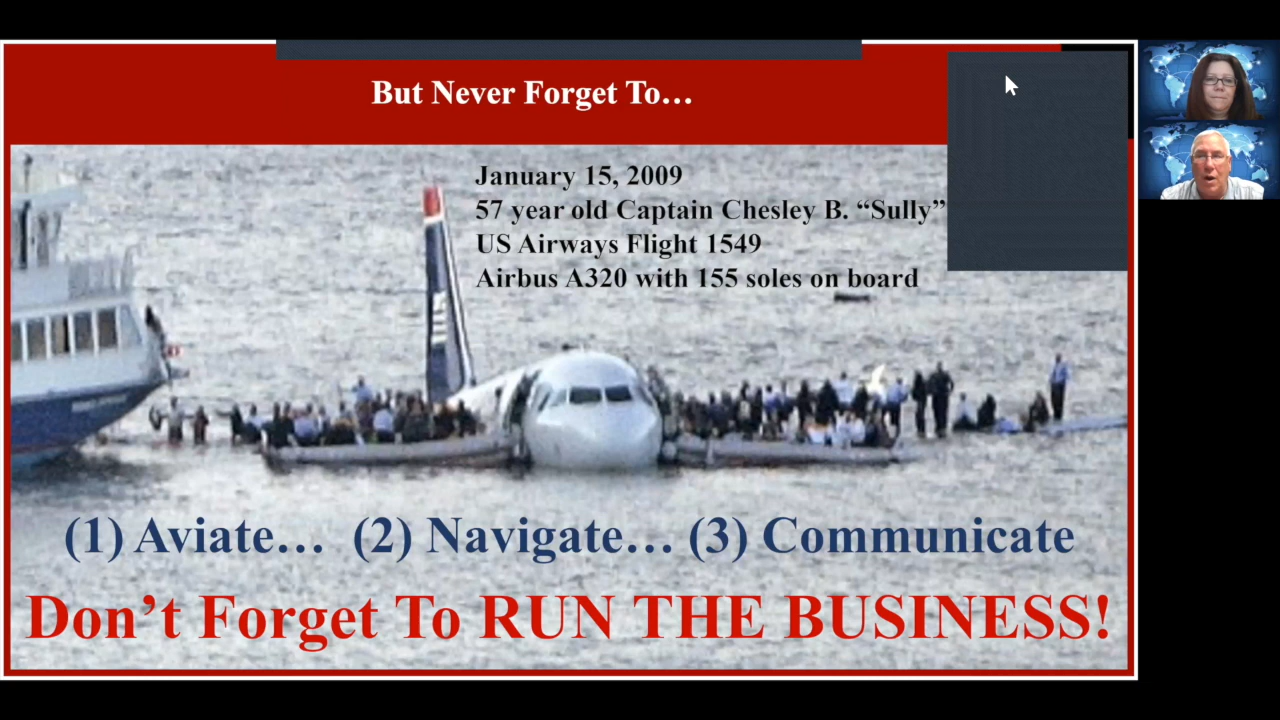 But Never Forget To…
January 15, 2009
57 year old Captain Chesley B. “Sully”
US Airways Flight 1549
Airbus A320 with 155 soles on board
(1) Aviate… (2) Navigate… (3) Communicate
Don’t Forget To RUN THE BUSINESS!